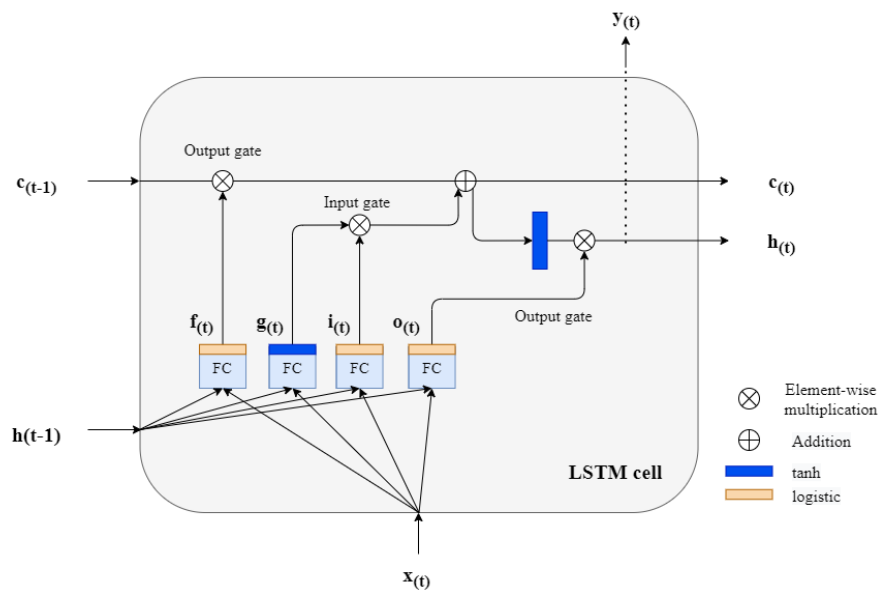 y(t)
Output gate
c(t-1)
c(t)
Input gate
h(t)
f(t)
g(t)
i(t)
o(t)
Output gate
FC
FC
FC
FC
h(t-1)
Element-wise
multiplication
Addition
LSTM cell
tanh
logistic
x(t)